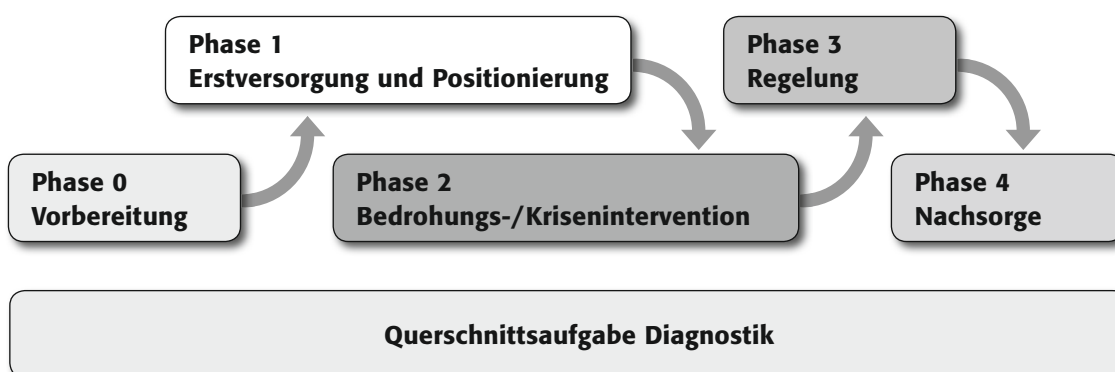 Phase 1
Erstversorgung und Positionierung
Phase 3
Regelung
Phase 0
Vorbereitung
Phase 2
Bedrohungs-/Krisenintervention
Phase 4
Nachsorge
Querschnittsaufgabe Diagnostik